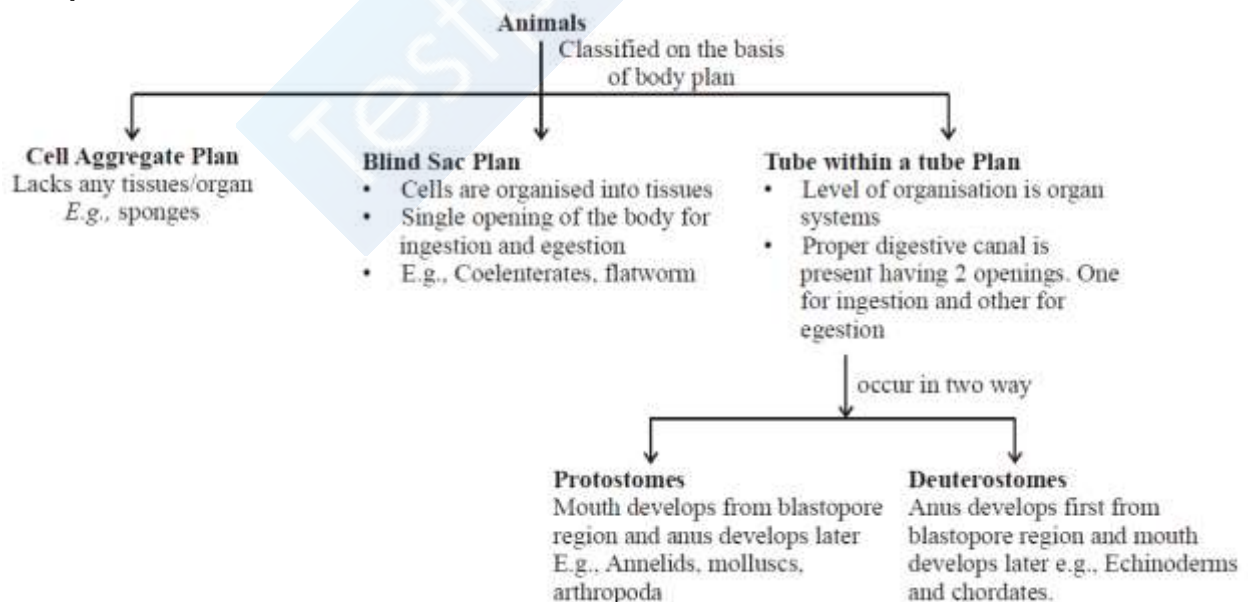 Animals
Classified on the basis
of body plan
Cell Aggregate Plan
Lacks any tissues/organ
E.g., sponges
Blind Sac Plan
• Cells are organised into tissues
• Single opening of the body for
ingestion and egestion
• E.g., Coelenterates, flatworm
Tube within a tube Plan
• Level of organisation is organ
systems
• Proper digestive canal is
present having 2 openings. One
for ingestion and other for
egestion
occur in two way
Protostomes
Mouth develops from blastopore
region and anus develops later
E.g., Annelids, molluscs,
arthropoda
Deuterostomes
Anus develops first from
blastopore region and mouth
develops later e.g., Echinoderms
and chordates.